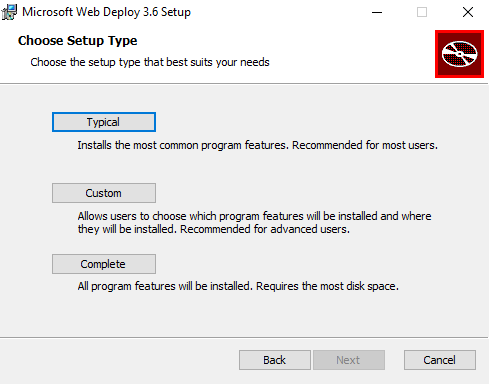 Microsoft Web Deploy 3.6 Setup
Choose Setup Type
Choose the setup type that best suits your needs
Typical
Installs the most common program features. Recommended for most users.
Custom
Allows users to choose which program features will be installed and where
they will be installed. Recommended for advanced users.
Complete
All program features will be installed. Requires the most disk space.
Back
Next
Cancel